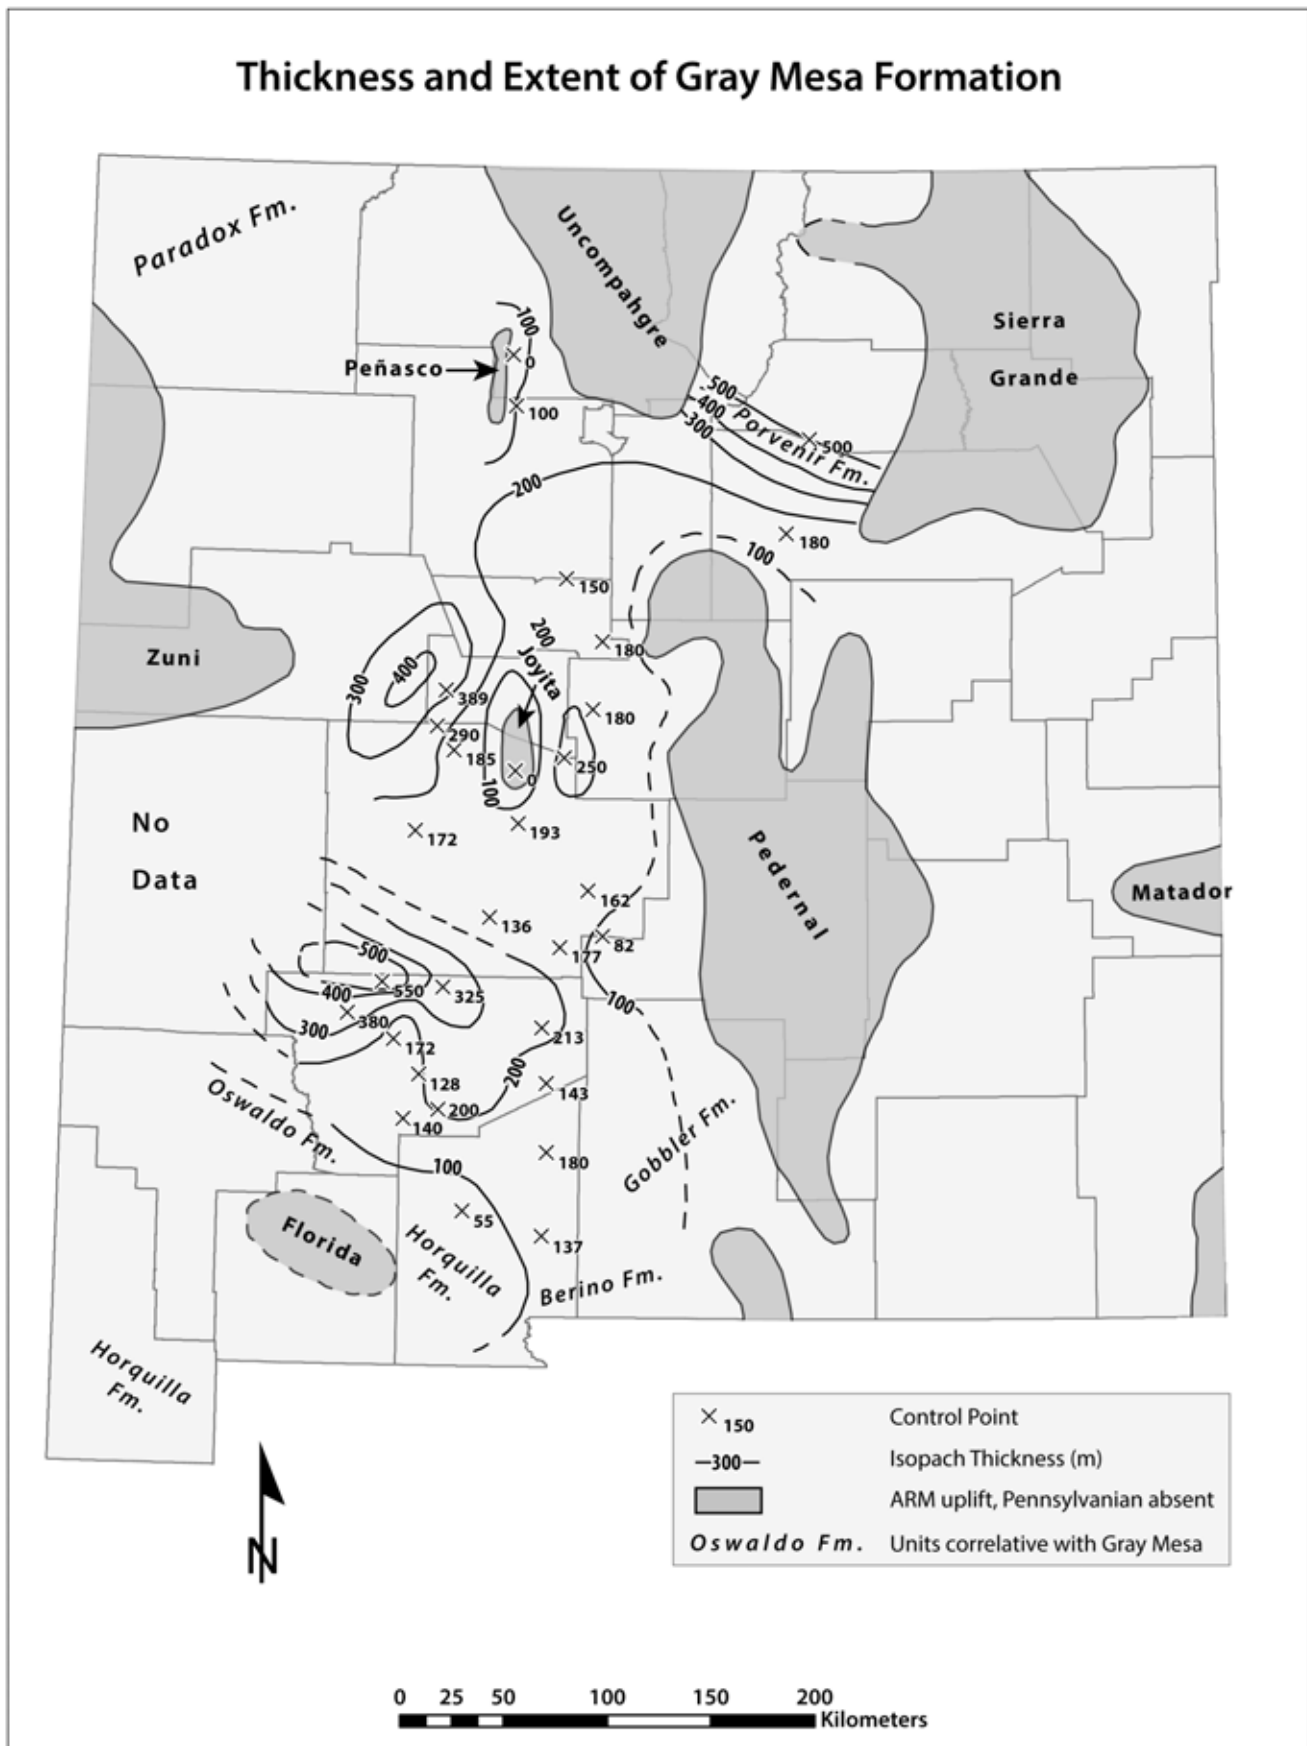 Thickness and Extent of Gray Mesa Formation
Paradox Fm.
Uncompahgre
Sierra
Grande
100
0
Peñasco
100
500
400
300
Porvenir Fm.
500
200
180
100
150
200
180
Joyita
Zuni
300
400
389
180
290
185
250
0
100
No
Data
172
193
Pedernal
Matador
162
136
82
177
500
550
325
400
100
380
300
213
172
128
200
143
Oswaldo Fm.
200
140
Gobbler Fm.
100
180
55
Florida
Horquilla
Fm.
137
Berino Fm.
Horquilla
Fm.
150 Control Point
300 Isopach Thickness (m)
ARM uplift, Pennsylvanian absent
Oswaldo Fm. Units correlative with Gray Mesa
N
0 25 50 100 150 200
Kilometers